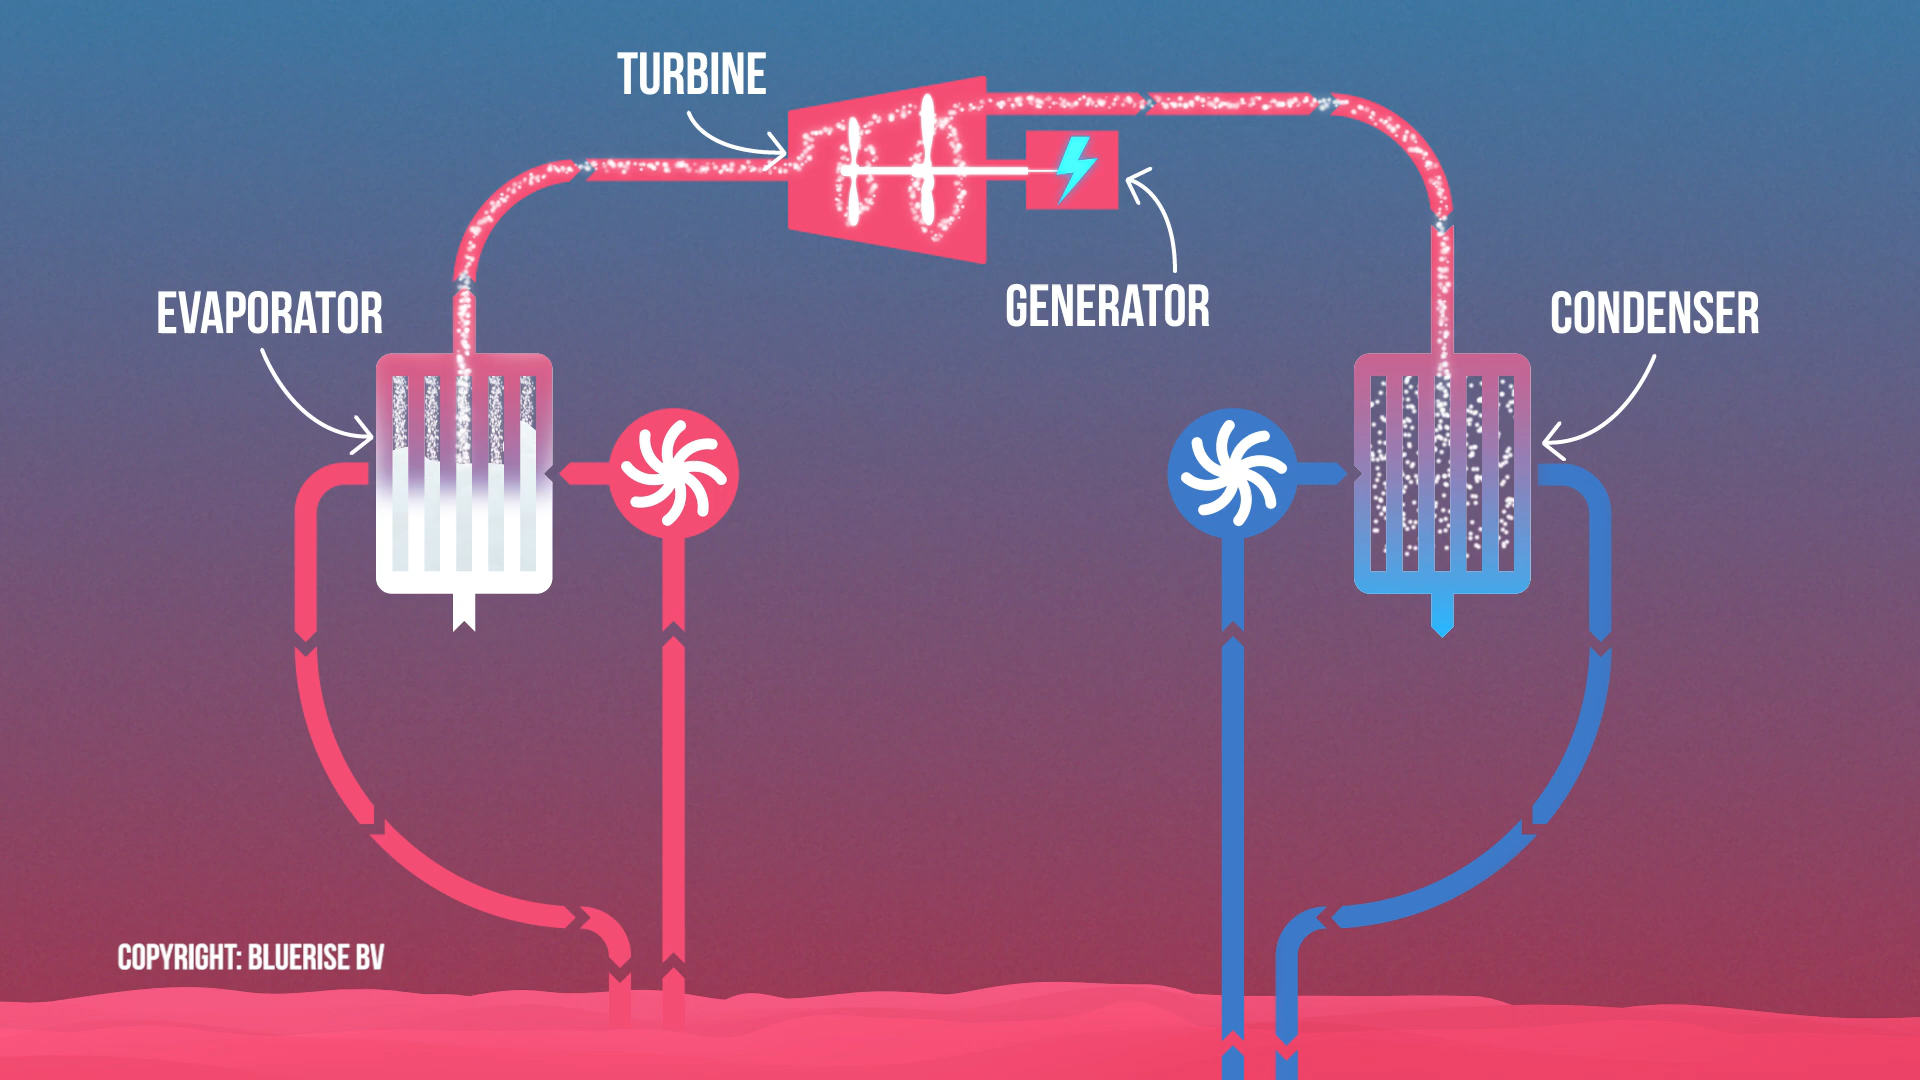 TURBINE
EVAPORATOR
GENERATOR
CONDENSER
COPYRIGHT: BLUERISE BV